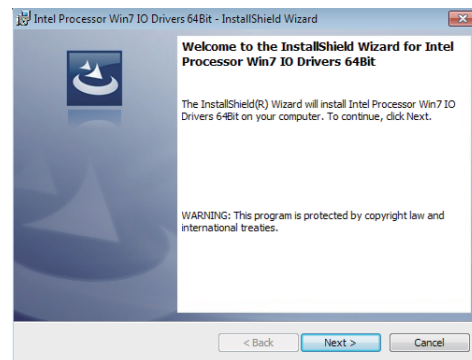 Intel Processor Win7 IO Drivers 64Bit - InstallShield Wizard
Welcome to the InstallShield Wizard for Intel
Processor Win7 IO Drivers 64Bit
The InstallShield(R) Wizard will install Intel Processor Win7 IO
Drivers 64Bit on your computer. To continue, click Next.
WARNING: This program is protected by copyright law and
international treaties.
< Back
Next >
Cancel